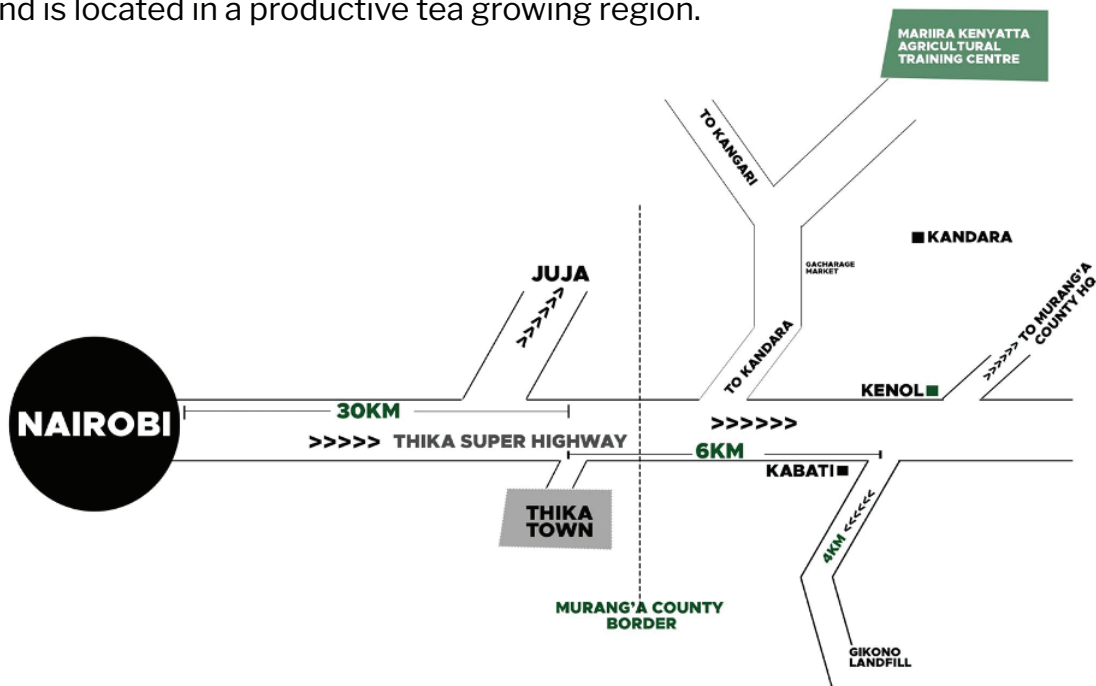 nd is located in a productive tea growing region.
MARIIRA KENYATTA
AGRICULTURAL
TRAINING CENTRE
TO KANGARI
KANDARA
GACHARAGE
MARKET
JUJA
>>>>>>
>>>>>> TO MURANG'A
COUNTY HQ
TO KANDARA
KENOL
NAIROBI
30KM
>>>>>>
>>>>> THIKA SUPER HIGHWAY
6KM
KABATI
THIKA
TOWN
4KM <<<<<<
MURANG'A COUNTY
BORDER
GIKONO
LANDFILL